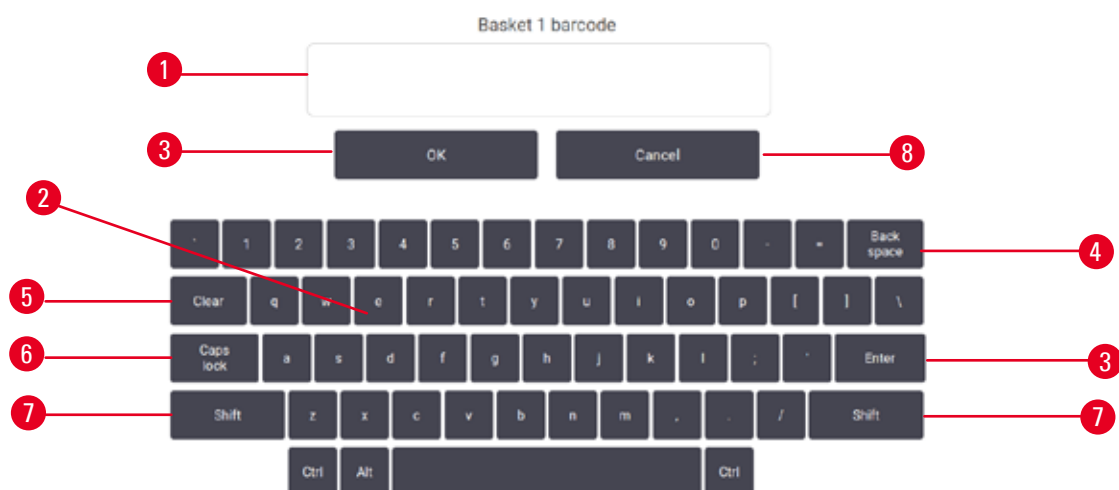 Basket 1 barcode
1
3 OK Cancel 8
2
` 1 2 3 4 5 6 7 8 9 0 - = Back space 4
5 Clear q w e r t y u i o p [ ] \
6 Caps lock a s d f g h j k l ; ' Enter 3
7 Shift z x c v b n m , . / Shift 7
Ctrl Alt Ctrl